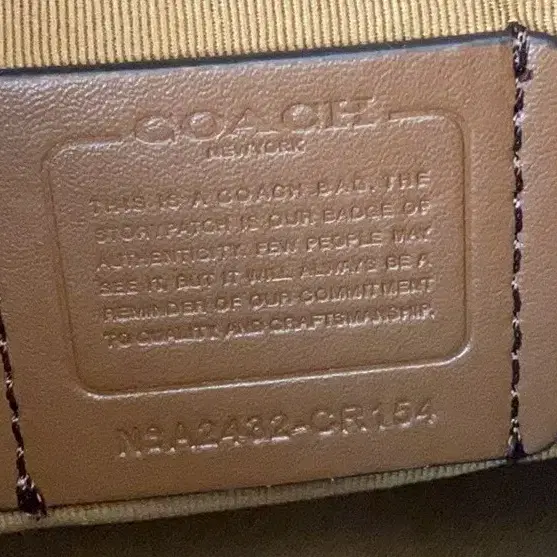 COACH
NEW YORK
THIS IS A COACH BAG. THE
STORYPATCH IS OUR BADGE OF
AUTHENTICITY. FEW PEOPLE MAY
SEE IT, BUT IT WILL ALWAYS BE A
REMINDER OF OUR COMMITMENT
TO QUALITY AND CRAFTSMANSHIP.
No.A2432-CR154